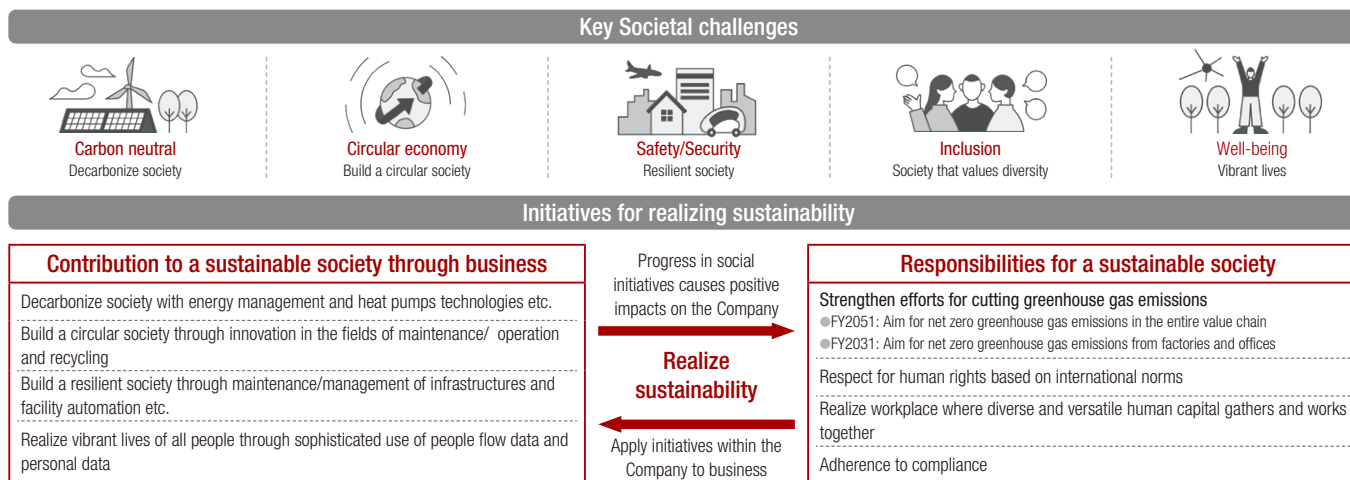 Key Societal challenges
Carbon neutral
Decarbonize society
Circular economy
Build a circular society
Safety/Security
Resilient society
Inclusion
Society that values diversity
Well-being
Vibrant lives
Initiatives for realizing sustainability
Contribution to a sustainable society through business
Decarbonize society with energy management and heat pumps technologies etc.
Build a circular society through innovation in the fields of maintenance/ operation
and recycling
Build a resilient society through maintenance/management of infrastructures and
facility automation etc.
Realize vibrant lives of all people through sophisticated use of people flow data and
personal data
Progress in social
initiatives causes positive
impacts on the Company
Realize
sustainability
Apply initiatives within the
Company to business
Responsibilities for a sustainable society
Strengthen efforts for cutting greenhouse gas emissions
●FY2051: Aim for net zero greenhouse gas emissions in the entire value chain
●FY2031: Aim for net zero greenhouse gas emissions from factories and offices
Respect for human rights based on international norms
Realize workplace where diverse and versatile human capital gathers and works
together
Adherence to compliance